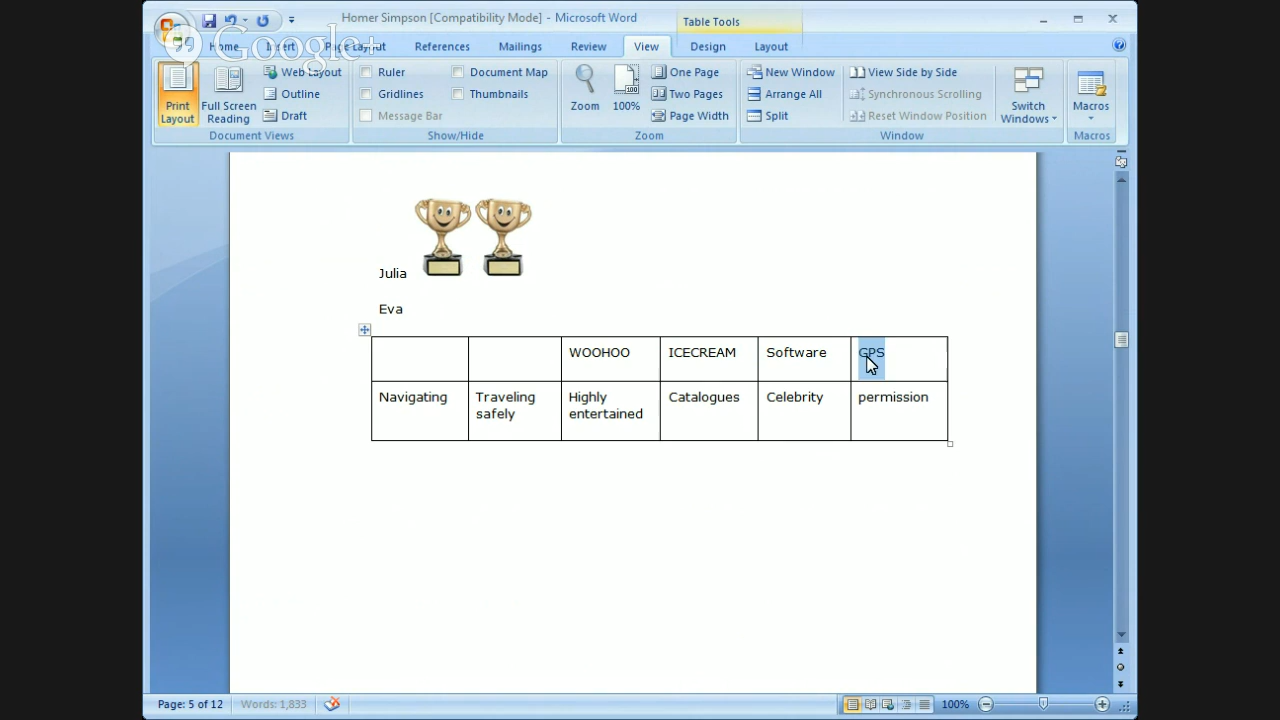 Homer Simpson [Compatibility Mode] - Microsoft Word
Table Tools
Google+
Home Insert Page Layout References Mailings Review View Design Layout
Print Layout
Full Screen Reading
Web Layout
Outline
Draft
Document Views
Ruler
Gridlines
Message Bar
Document Map
Thumbnails
Show/Hide
Zoom
100
100%
One Page
Two Pages
Page Width
Zoom
New Window
Arrange All
Split
View Side by Side
Synchronous Scrolling
Reset Window Position
Switch Windows
Window
Macros
Macros
Julia
Eva
WOOHOO ICECREAM Software GPS
Navigating Traveling safely Highly entertained Catalogues Celebrity permission
Page: 5 of 12 Words: 1,833 100%